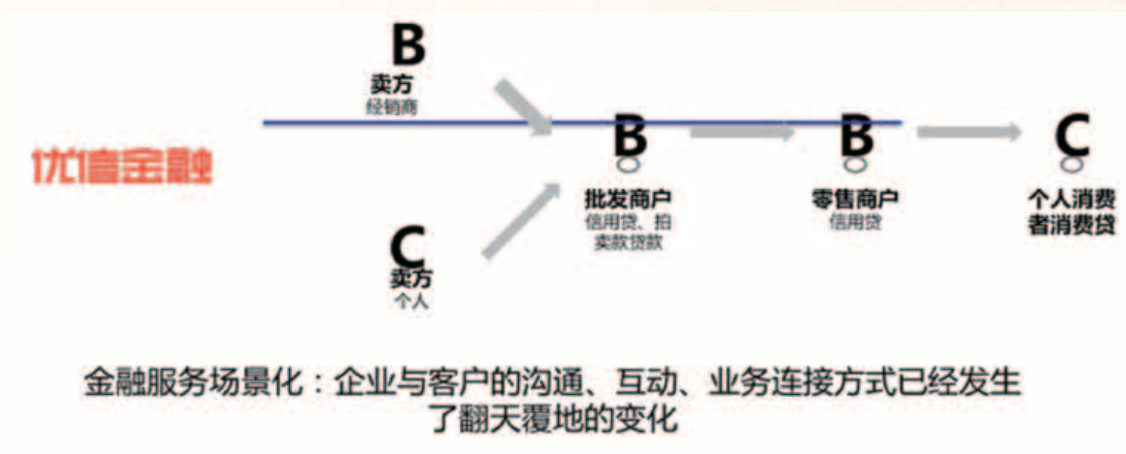 B
卖方
经销商
优信金融
B
批发商户
信用贷、拍
卖款贷款
B
零售商户
信用贷
C
个人消费
者消费贷
C
卖方
个人
金融服务场景化：企业与客户的沟通、互动、业务连接方式已经发生
了翻天覆地的变化